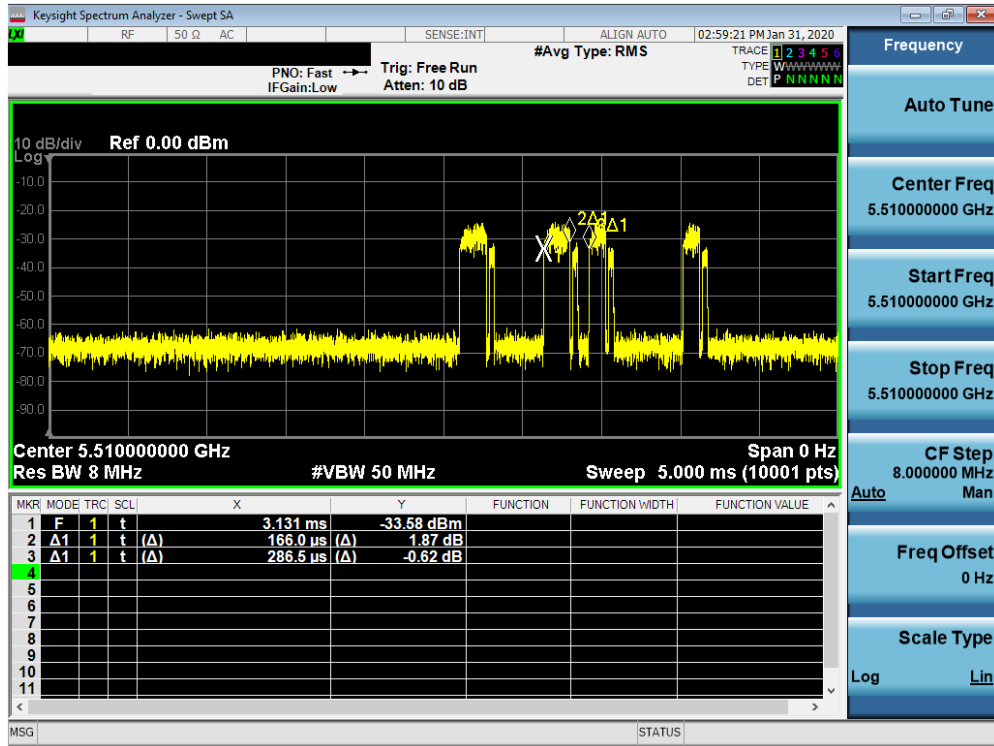 Keysight Spectrum Analyzer - Swept SA
LXI RF 50 Ω AC SENSE:INT ALIGN AUTO 02:59:21 PM Jan 31, 2020
#Avg Type: RMS
TRACE 1 2 3 4 5 6
TYPE WWWWWW
DET P N N N N N
PNO: Fast
IFGain:Low
Trig: Free Run
Atten: 10 dB
10 dB/div
Log
Ref 0.00 dBm
-10.0
-20.0
-30.0
-40.0
-50.0
-60.0
-70.0
-80.0
-90.0
2Δ1
3Δ1
1
Center 5.510000000 GHz
Span 0 Hz
Res BW 8 MHz
#VBW 50 MHz
Sweep 5.000 ms (10001 pts)
MKR MODE TRC SCL X Y FUNCTION FUNCTION WIDTH FUNCTION VALUE
1 F 1 t 3.131 ms -33.58 dBm
2 Δ1 1 t (Δ) 166.0 µs (Δ) 1.87 dB
3 Δ1 1 t (Δ) 286.5 µs (Δ) -0.62 dB
4
5
6
7
8
9
10
11
MSG
STATUS
Frequency
Auto Tune
Center Freq
5.510000000 GHz
Start Freq
5.510000000 GHz
Stop Freq
5.510000000 GHz
CF Step
8.000000 MHz
Auto Man
Freq Offset
0 Hz
Scale Type
Log Lin